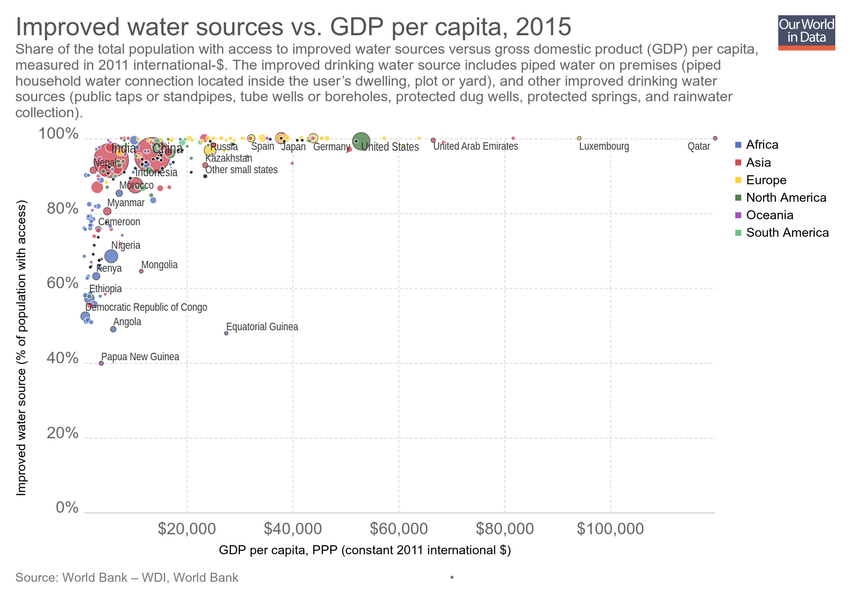 Improved water sources vs. GDP per capita, 2015
Our World
in Data
Share of the total population with access to improved water sources versus gross domestic product (GDP) per capita,
measured in 2011 international-$. The improved drinking water source includes piped water on premises (piped
household water connection located inside the user's dwelling, plot or yard), and other improved drinking water
sources (public taps or standpipes, tube wells or boreholes, protected dug wells, protected springs, and rainwater
collection).
100%
India
China
Russia
Spain
Japan
Germany
United States
United Arab Emirates
Luxembourg
Qatar
Kazakhstan
Nepal
Other small states
Indonesia
Morocco
80%
Myanmar
Cameroon
Nigeria
Kenya
Mongolia
60%
Ethiopia
Democratic Republic of Congo
Angola
Equatorial Guinea
40%
Papua New Guinea
20%
0%
Africa
Asia
Europe
North America
Oceania
South America
Improved water source (% of population with access)
$20,000
$40,000
$60,000
$80,000
$100,000
GDP per capita, PPP (constant 2011 international $)
Source: World Bank – WDI, World Bank
•